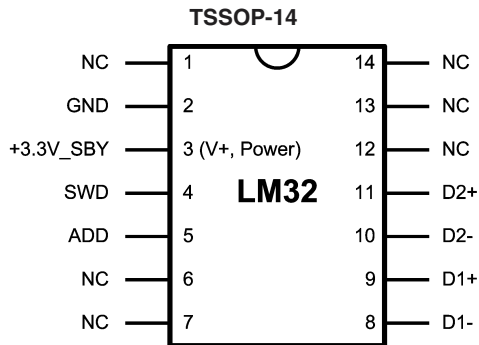 TSSOP-14
NC 1 14 NC
GND 2 13 NC
+3.3V_SBY 3 (V+, Power) 12 NC
LM32
SWD 4 11 D2+
ADD 5 10 D2-
NC 6 9 D1+
NC 7 8 D1-